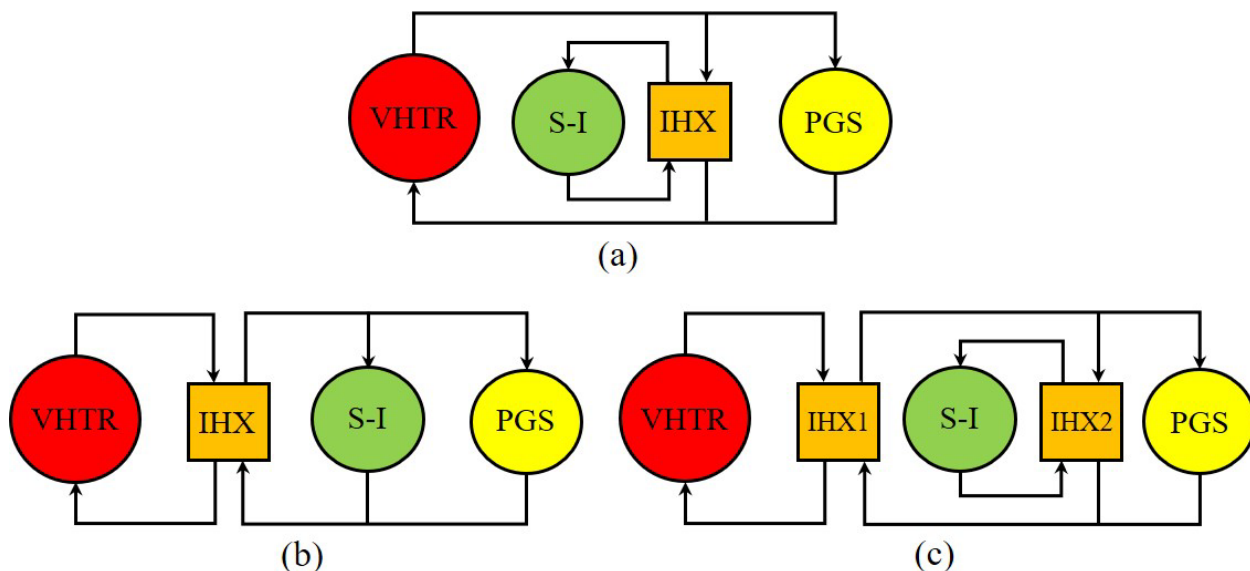 VHTR S-I IHX PGS
(a)
VHTR IHX S-I PGS
(b)
VHTR IHX1 S-I IHX2 PGS
(c)